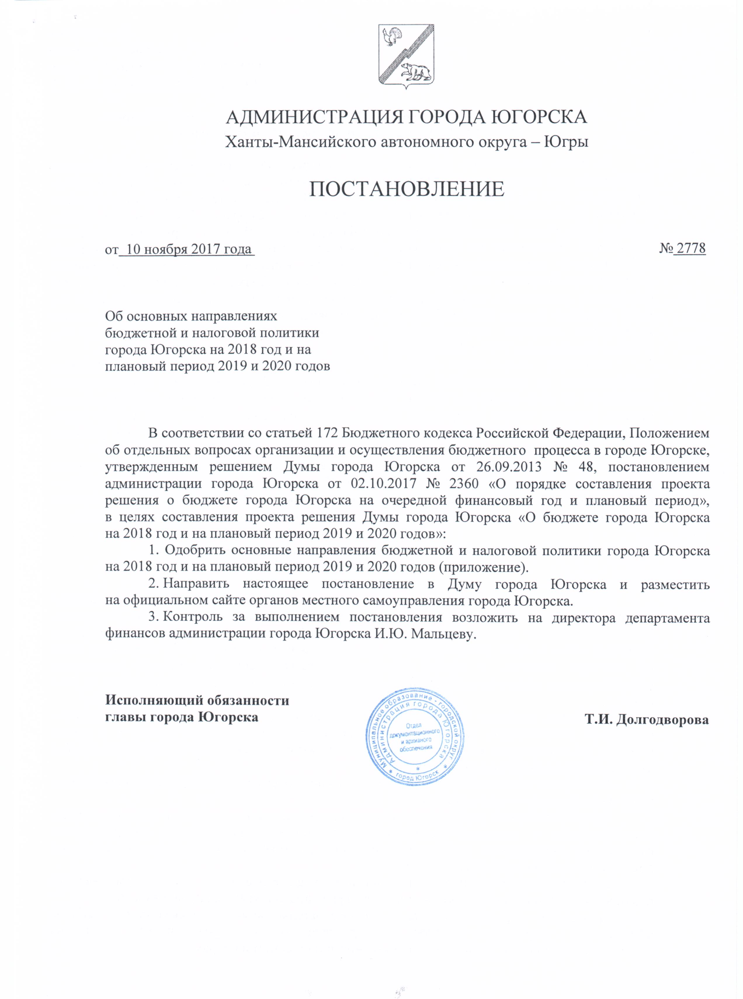 АДМИНИСТРАЦИЯ ГОРОДА ЮГОРСКА
Ханты-Мансийского автономного округа – Югры
ПОСТАНОВЛЕНИЕ
от 10 ноября 2017 года № 2778
Об основных направлениях
бюджетной и налоговой политики
города Югорска на 2018 год и на
плановый период 2019 и 2020 годов
В соответствии со статьей 172 Бюджетного кодекса Российской Федерации, Положением
об отдельных вопросах организации и осуществления бюджетного процесса в городе Югорске,
утвержденным решением Думы города Югорска от 26.09.2013 № 48, постановлением
администрации города Югорска от 02.10.2017 № 2360 «О порядке составления проекта
решения о бюджете города Югорска на очередной финансовый год и плановый период»,
в целях составления проекта решения Думы города Югорска «О бюджете города Югорска
на 2018 год и на плановый период 2019 и 2020 годов»:
1. Одобрить основные направления бюджетной и налоговой политики города Югорска
на 2018 год и на плановый период 2019 и 2020 годов (приложение).
2. Направить настоящее постановление в Думу города Югорска и разместить
на официальном сайте органов местного самоуправления города Югорска.
3. Контроль за выполнением постановления возложить на директора департамента
финансов администрации города Югорска И.Ю. Мальцеву.
Исполняющий обязанности
главы города Югорска
Т.И. Долгодворова
Муниципальное образование - городской округ
* город Югорск *
Администрация города Югорска
*
Отдел
документационного
и архивного
обеспечения